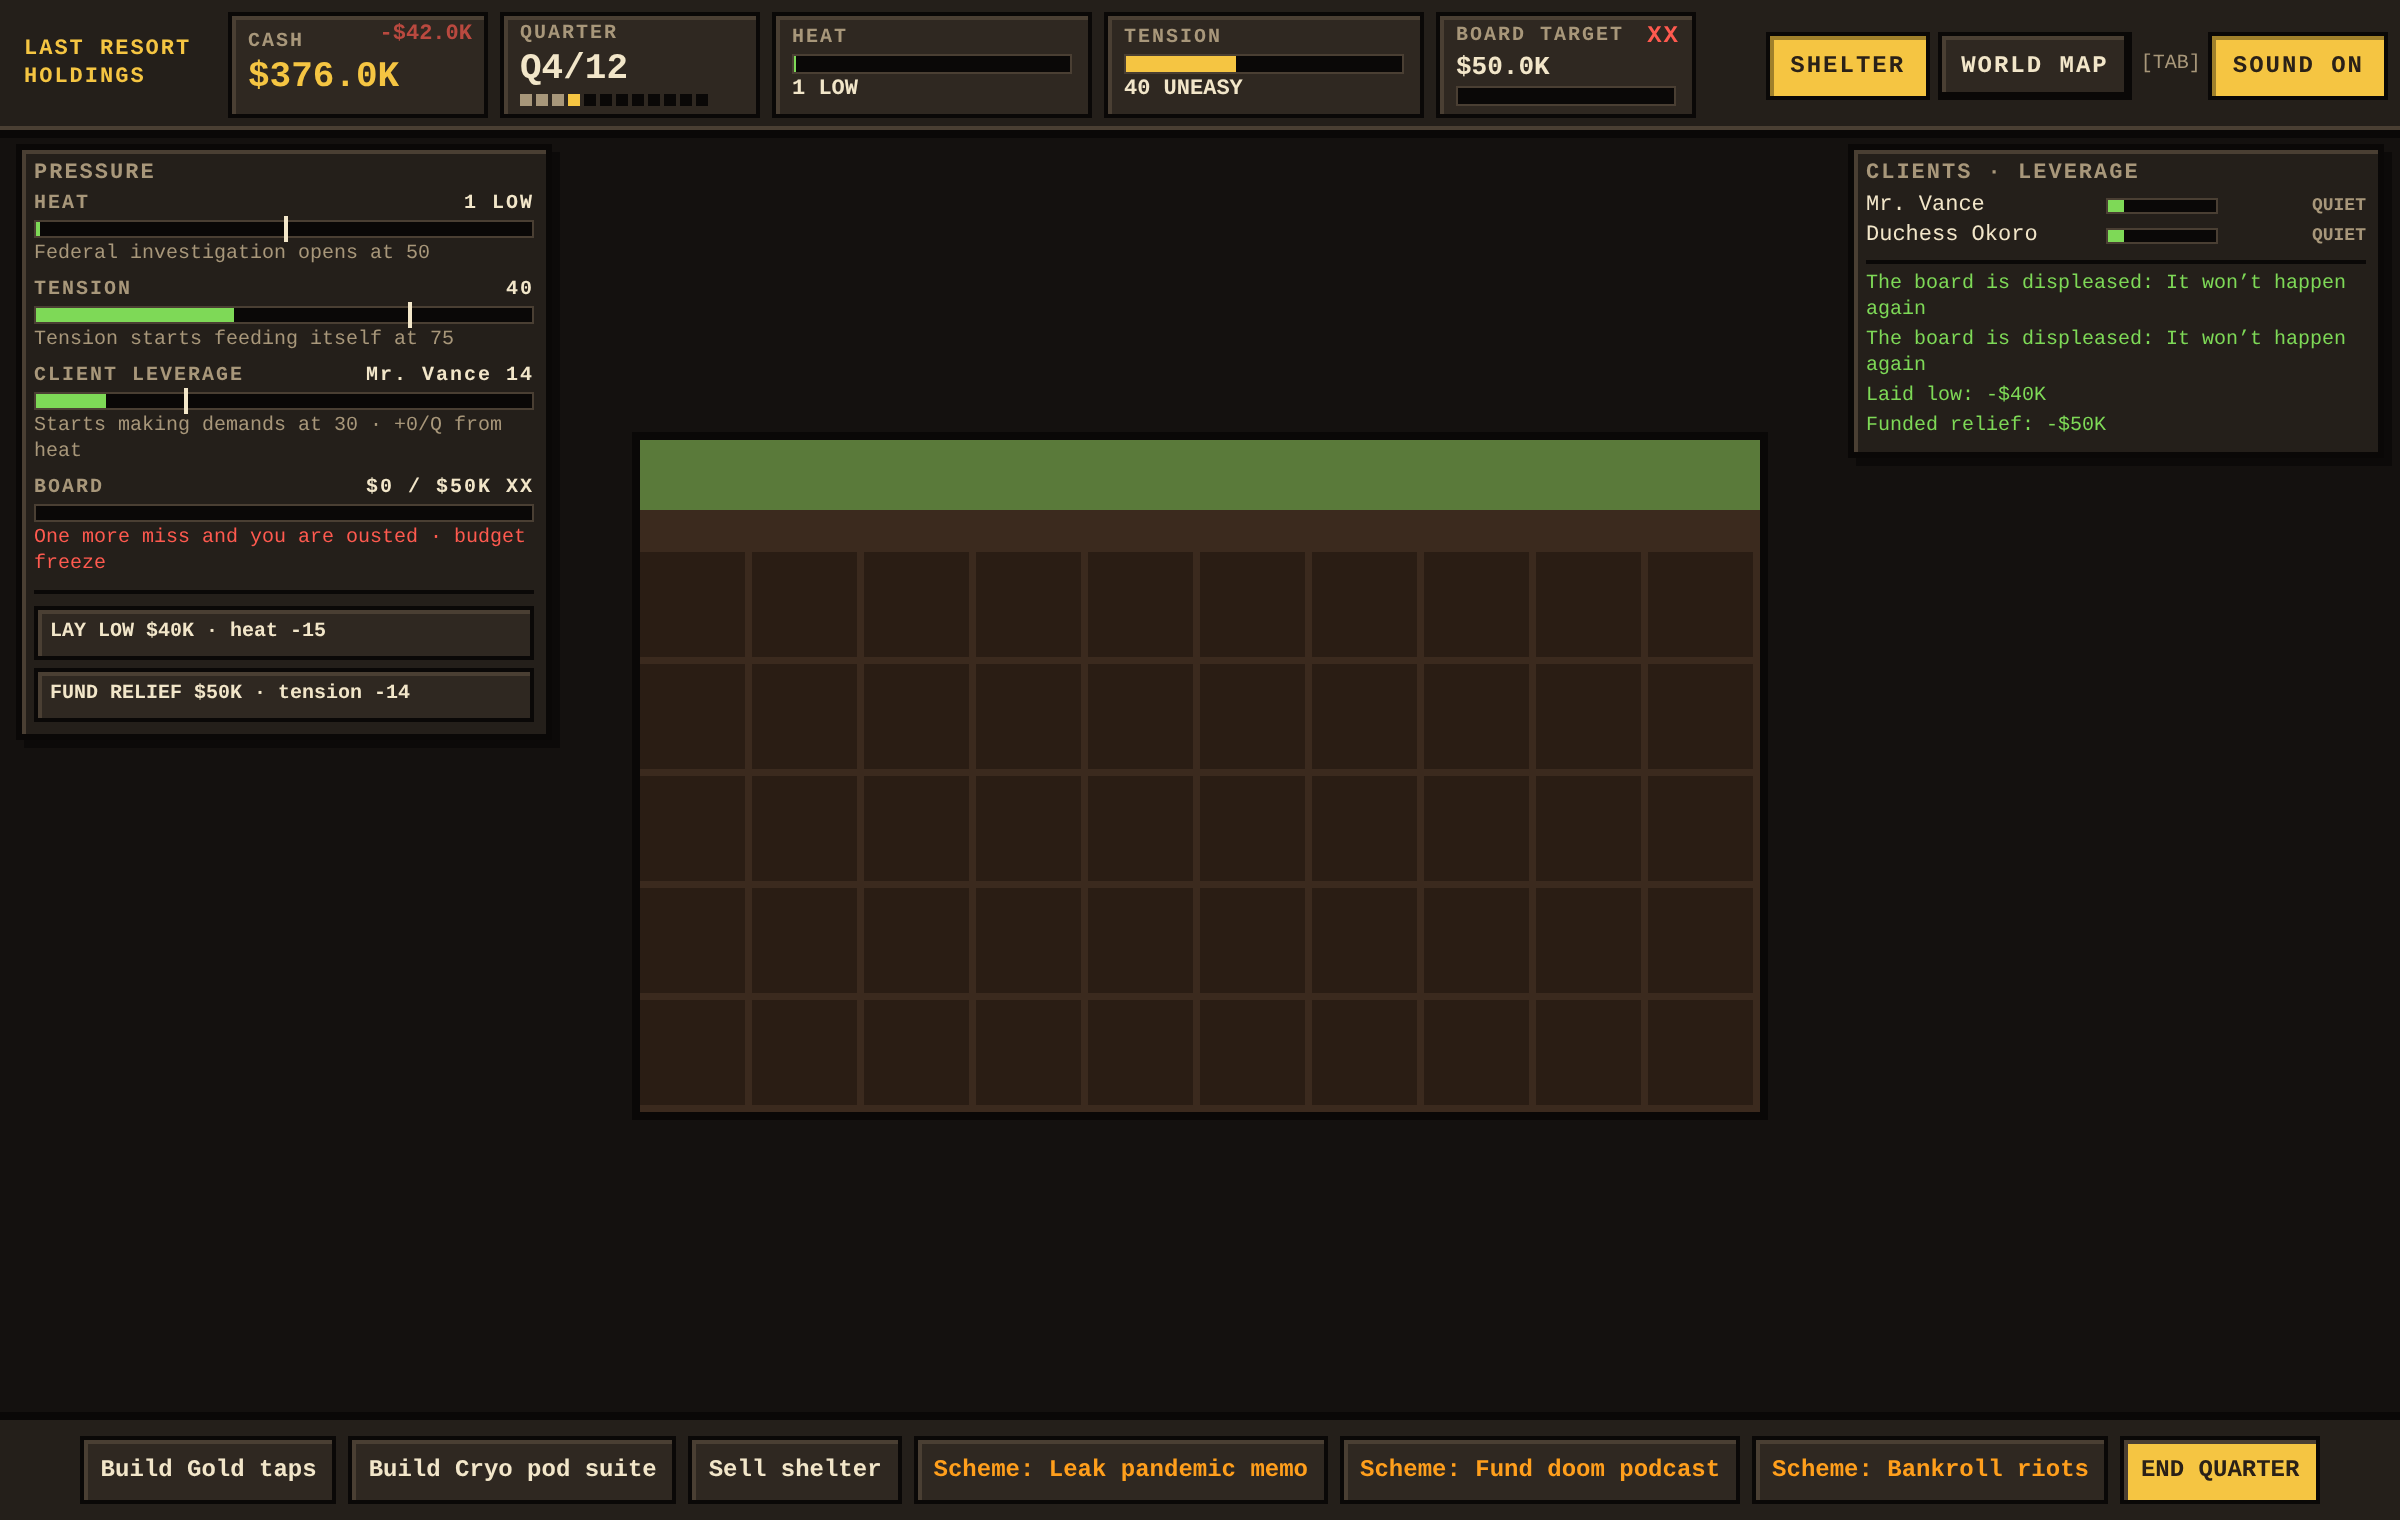 LAST RESORT
HOLDINGS
CASH
-$42.0K
$376.0K
QUARTER
Q4/12
HEAT
1 LOW
TENSION
40 UNEASY
BOARD TARGET XX
$50.0K
SHELTER
WORLD MAP
[TAB]
SOUND ON
PRESSURE
HEAT 1 LOW
Federal investigation opens at 50
TENSION 40
Tension starts feeding itself at 75
CLIENT LEVERAGE Mr. Vance 14
Starts making demands at 30 · +0/Q from
heat
BOARD $0 / $50K XX
One more miss and you are ousted · budget
freeze
LAY LOW $40K · heat -15
FUND RELIEF $50K · tension -14
CLIENTS · LEVERAGE
Mr. Vance QUIET
Duchess Okoro QUIET
The board is displeased: It won’t happen
again
The board is displeased: It won’t happen
again
Laid low: -$40K
Funded relief: -$50K
Build Gold taps
Build Cryo pod suite
Sell shelter
Scheme: Leak pandemic memo
Scheme: Fund doom podcast
Scheme: Bankroll riots
END QUARTER